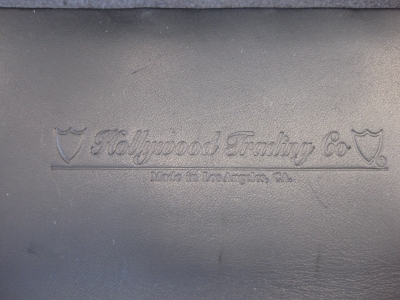 Hollywood Trading Co
Made in Los Angeles, CA.